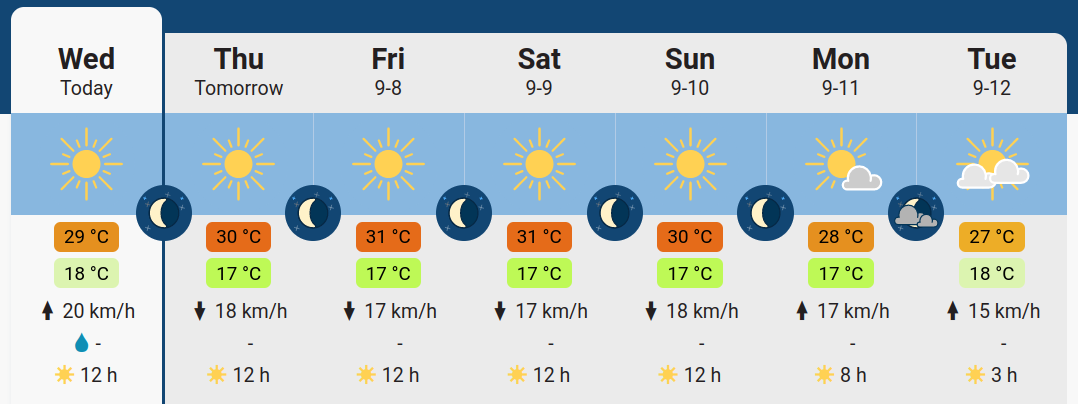 Wed Thu Fri Sat Sun Mon Tue
Today Tomorrow 9-8 9-9 9-10 9-11 9-12
29 °C 30 °C 31 °C 31 °C 30 °C 28 °C 27 °C
18 °C 17 °C 17 °C 17 °C 17 °C 17 °C 18 °C
20 km/h 18 km/h 17 km/h 17 km/h 18 km/h 17 km/h 15 km/h
- - - - - - -
12 h 12 h 12 h 12 h 12 h 8 h 3 h